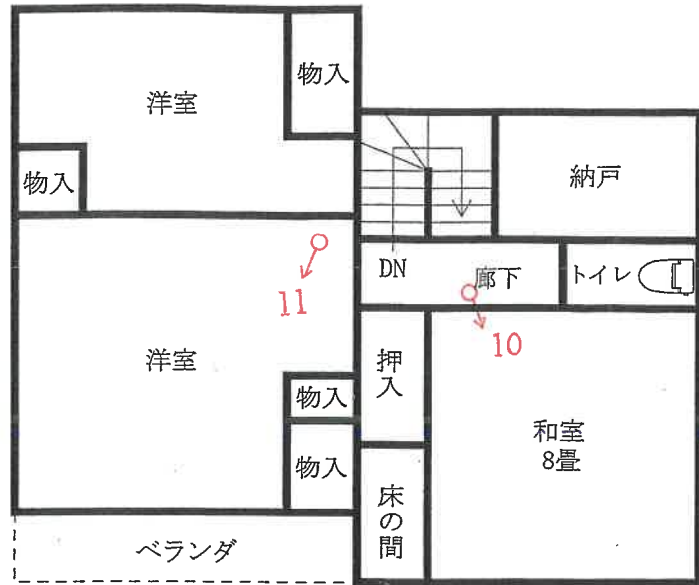 物入
洋室
物入
納戸
DN
廊下
トイレ
11
10
洋室
押入
物入
和室
8畳
物入
床の間
ベランダ